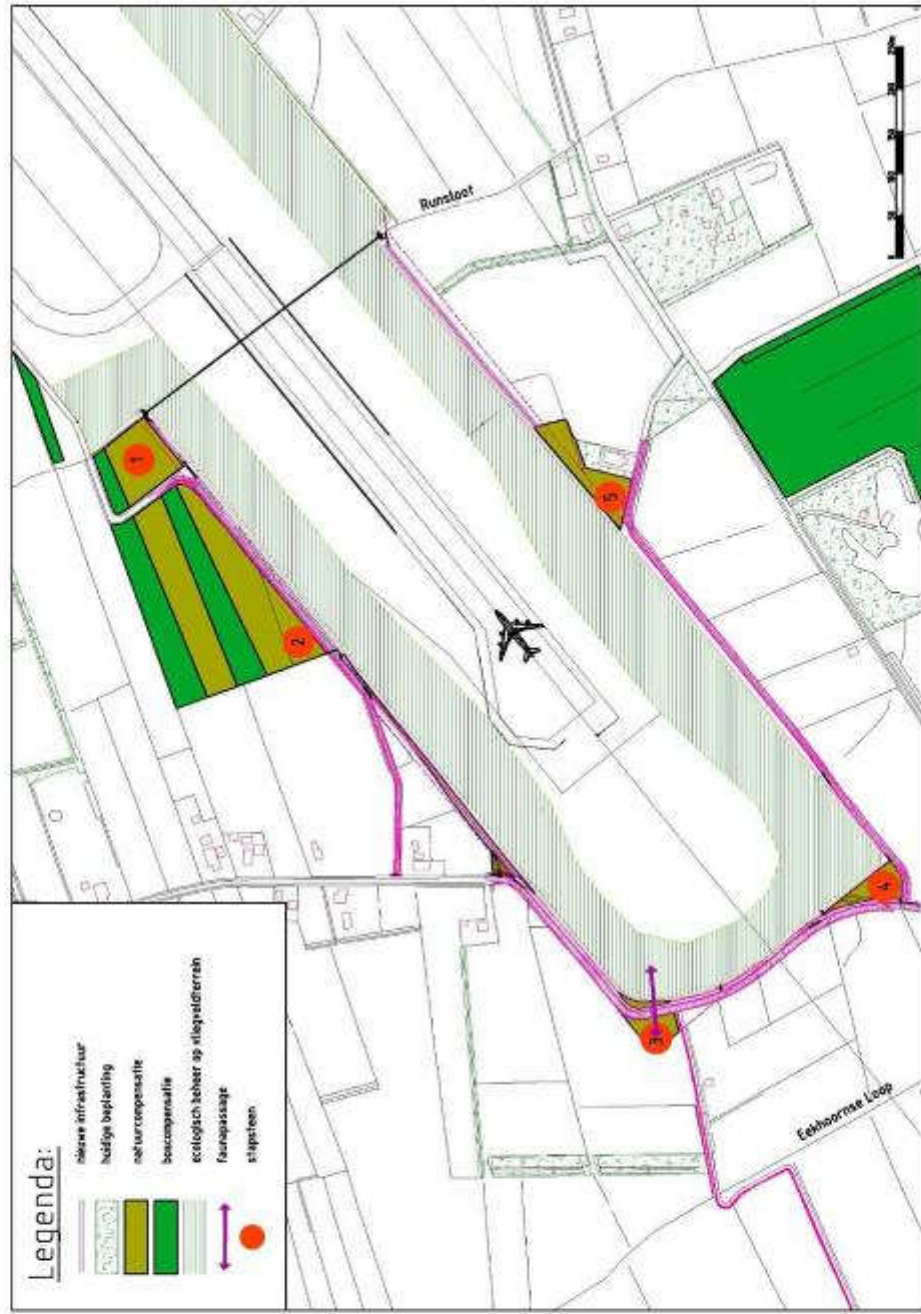 Legenda:
nieuwe infrastructuur
huidige beplanting
natuurcompensatie
boscompensatie
ecologisch beheer op vliegveldterrein
faunapassage
stapsteen
1
2
3
4
5
Runsloot
Eekhoornse Loop
0